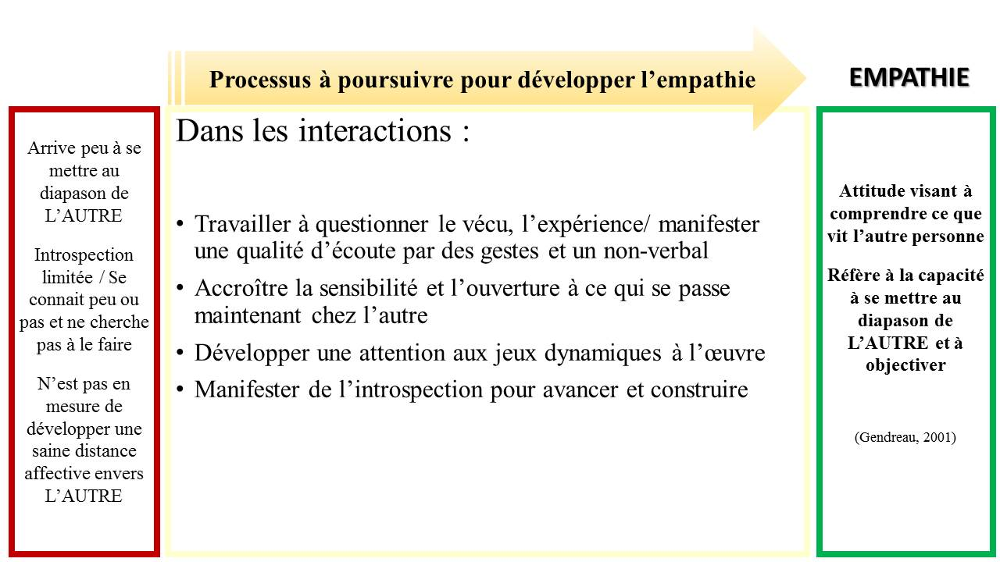 Processus à poursuivre pour développer l’empathie
EMPATHIE
Arrive peu à se
mettre au
diapason de
L’AUTRE
Introspection
limitée / Se
connait peu ou
pas et ne cherche
pas à le faire
N’est pas en
mesure de
développer une
saine distance
affective envers
L’AUTRE
Dans les interactions :
• Travailler à questionner le vécu, l’expérience/ manifester
une qualité d’écoute par des gestes et un non-verbal
• Accroître la sensibilité et l’ouverture à ce qui se passe
maintenant chez l’autre
• Développer une attention aux jeux dynamiques à l’œuvre
• Manifester de l’introspection pour avancer et construire
Attitude visant à
comprendre ce que
vit l’autre personne
Réfère à la capacité
à se mettre au
diapason de
L’AUTRE et à
objectiver
(Gendreau, 2001)